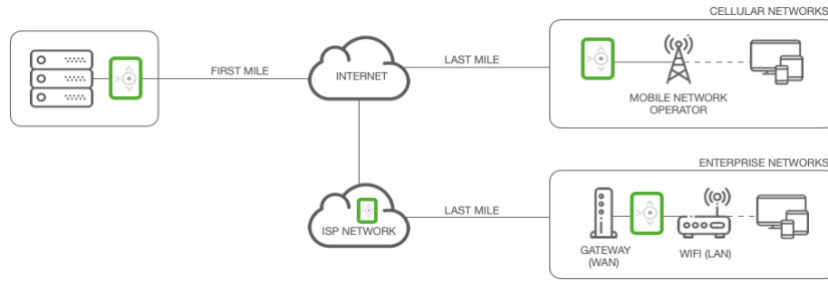 CELLULAR NETWORKS
FIRST MILE
INTERNET
LAST MILE
MOBILE NETWORK
OPERATOR
ENTERPRISE NETWORKS
ISP NETWORK
LAST MILE
GATEWAY
(WAN)
WIFI (LAN)